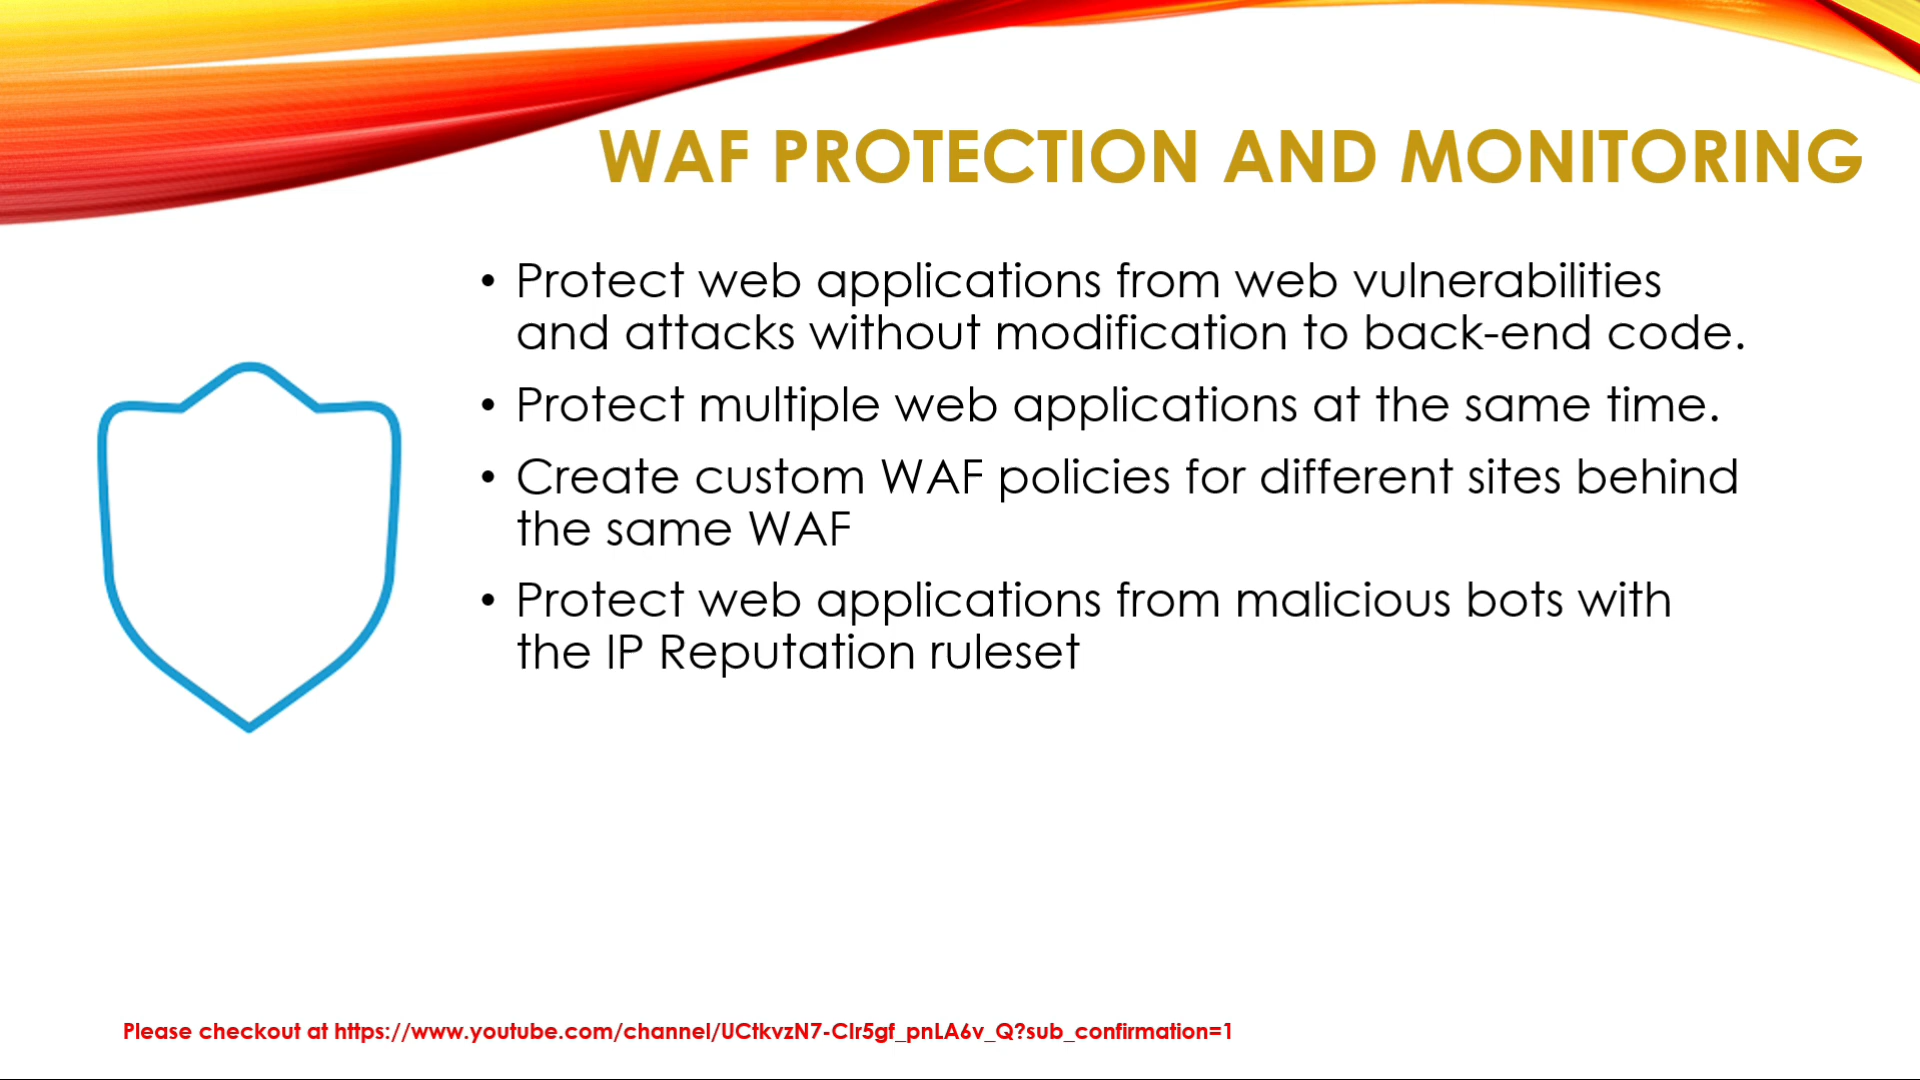 WAF PROTECTION AND MONITORING
• Protect web applications from web vulnerabilities
and attacks without modification to back-end code.
• Protect multiple web applications at the same time.
• Create custom WAF policies for different sites behind
the same WAF
• Protect web applications from malicious bots with
the IP Reputation ruleset
Please checkout at https://www.youtube.com/channel/UCtkvzN7-CIr5gf_pnLA6v_Q?sub_confirmation=1